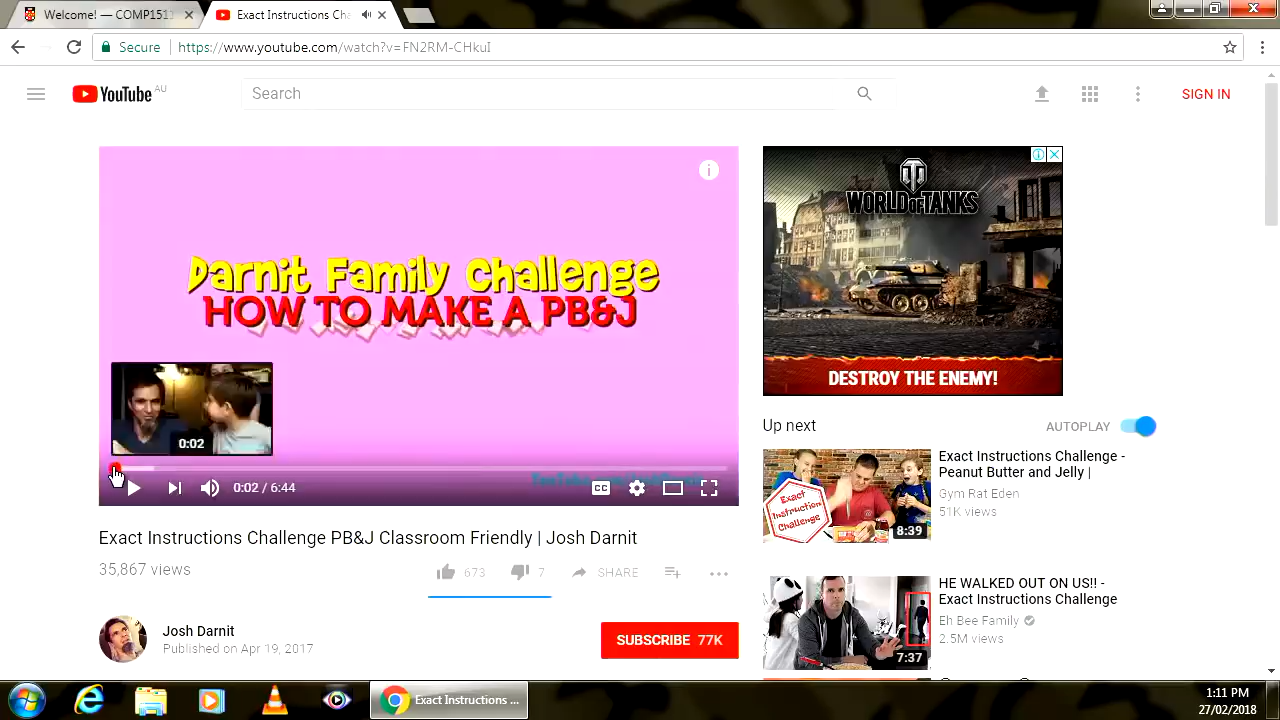 Welcome! — COMP1511
Exact Instructions Cha
Secure
https://www.youtube.com/watch?v=FN2RM-CHkuI
YouTube AU
Search
SIGN IN
Darnit Family Challenge
HOW TO MAKE A PB&J
0:02
0:02 / 6:44
CC
WORLD OF TANKS
DESTROY THE ENEMY!
Up next
AUTOPLAY
Exact Instructions Challenge PB&J Classroom Friendly | Josh Darnit
35,867 views
673
7
SHARE
Josh Darnit
Published on Apr 19, 2017
SUBSCRIBE 77K
Exact Instruction Challenge
8:39
Exact Instructions Challenge -
Peanut Butter and Jelly |
Gym Rat Eden
51K views
7:37
HE WALKED OUT ON US!! -
Exact Instructions Challenge
Eh Bee Family
2.5M views
Exact Instructions ...
1:11 PM
27/02/2018